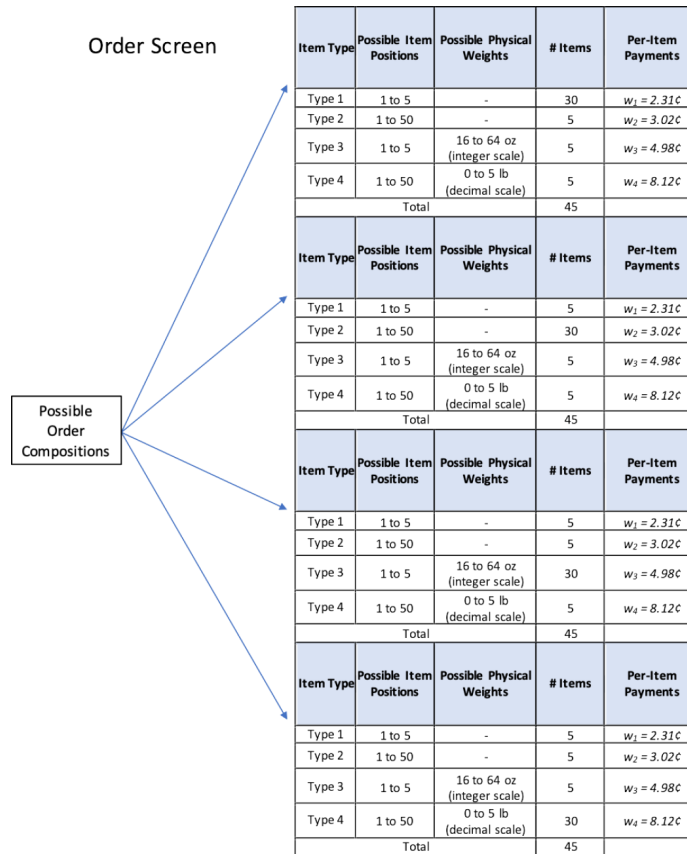 Order Screen
Possible
Order
Compositions
Item Type Possible Item Positions Possible Physical Weights # Items Per-Item Payments
Type 1 1 to 5 - 30 w₁ = 2.31¢
Type 2 1 to 50 - 5 w₂ = 3.02¢
Type 3 1 to 5 16 to 64 oz (integer scale) 5 w₃ = 4.98¢
Type 4 1 to 50 0 to 5 lb (decimal scale) 5 w₄ = 8.12¢
Total 45
Item Type Possible Item Positions Possible Physical Weights # Items Per-Item Payments
Type 1 1 to 5 - 5 w₁ = 2.31¢
Type 2 1 to 50 - 30 w₂ = 3.02¢
Type 3 1 to 5 16 to 64 oz (integer scale) 5 w₃ = 4.98¢
Type 4 1 to 50 0 to 5 lb (decimal scale) 5 w₄ = 8.12¢
Total 45
Item Type Possible Item Positions Possible Physical Weights # Items Per-Item Payments
Type 1 1 to 5 - 5 w₁ = 2.31¢
Type 2 1 to 50 - 5 w₂ = 3.02¢
Type 3 1 to 5 16 to 64 oz (integer scale) 30 w₃ = 4.98¢
Type 4 1 to 50 0 to 5 lb (decimal scale) 5 w₄ = 8.12¢
Total 45
Item Type Possible Item Positions Possible Physical Weights # Items Per-Item Payments
Type 1 1 to 5 - 5 w₁ = 2.31¢
Type 2 1 to 50 - 5 w₂ = 3.02¢
Type 3 1 to 5 16 to 64 oz (integer scale) 5 w₃ = 4.98¢
Type 4 1 to 50 0 to 5 lb (decimal scale) 30 w₄ = 8.12¢
Total 45